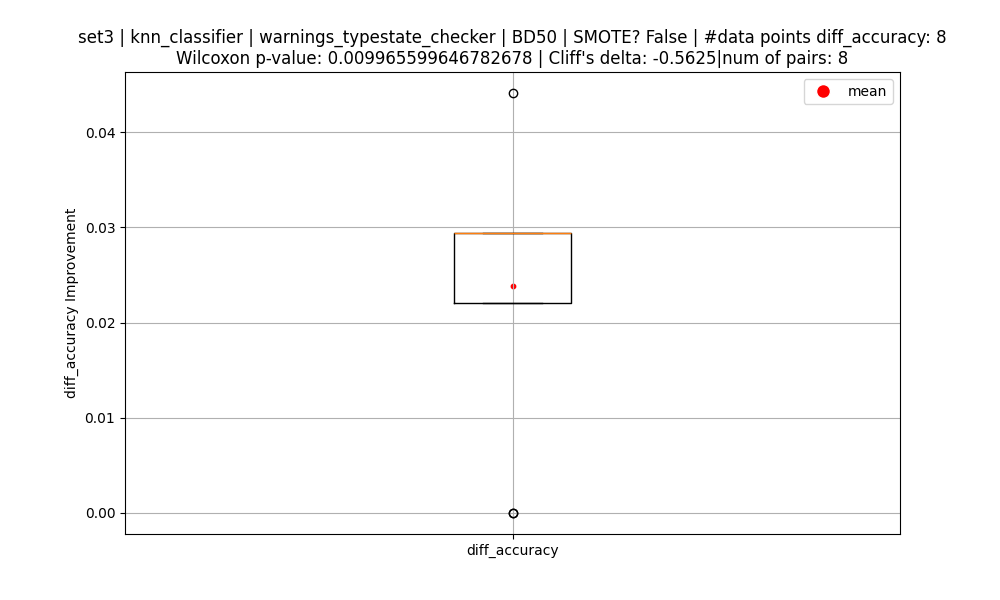 set3 | knn_classifier | warnings_typestate_checker | BD50 | SMOTE? False | #data points diff_accuracy: 8
Wilcoxon p-value: 0.009965599646782678 | Cliff's delta: -0.5625|num of pairs: 8
mean
0.04
0.03
0.02
0.01
0.00
diff_accuracy Improvement
diff_accuracy